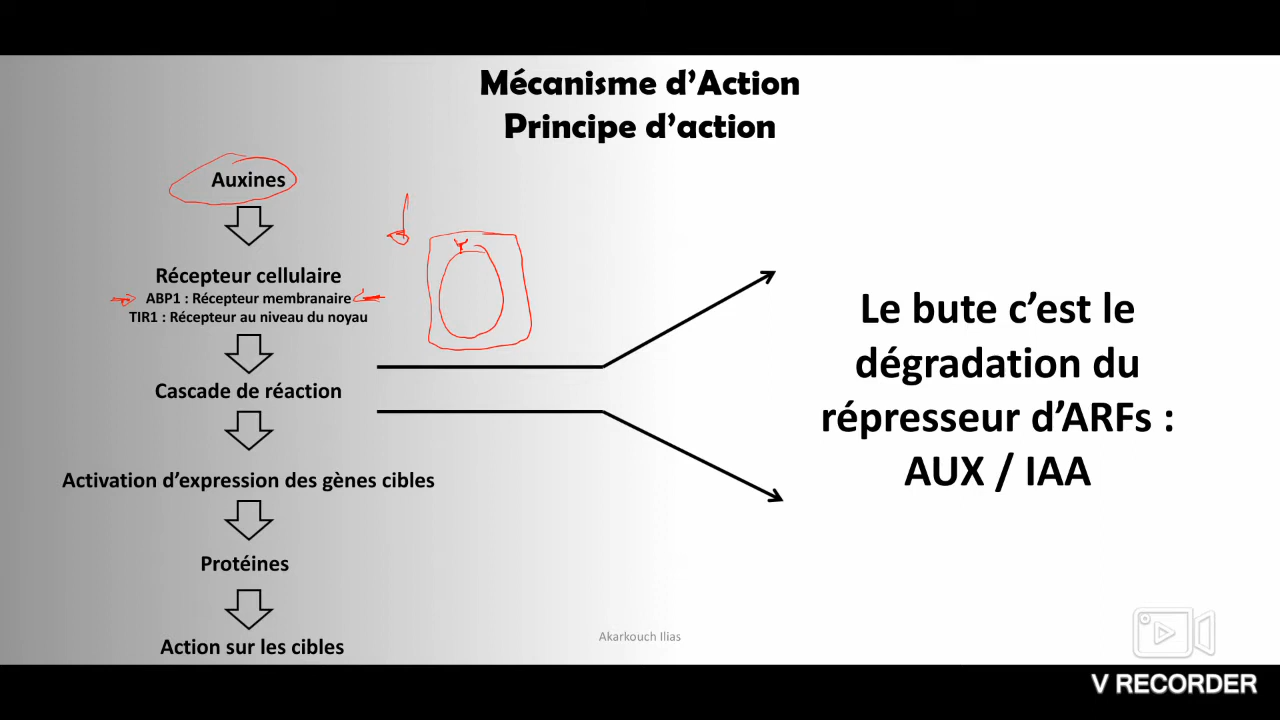 Mécanisme d’Action
Principe d’action
Auxines
Récepteur cellulaire
ABP1 : Récepteur membranaire
TIR1 : Récepteur au niveau du noyau
Cascade de réaction
Activation d’expression des gènes cibles
Protéines
Action sur les cibles
Le bute c’est le
dégradation du
répresseur d’ARFs :
AUX / IAA
Akarkouch Ilias
V RECORDER